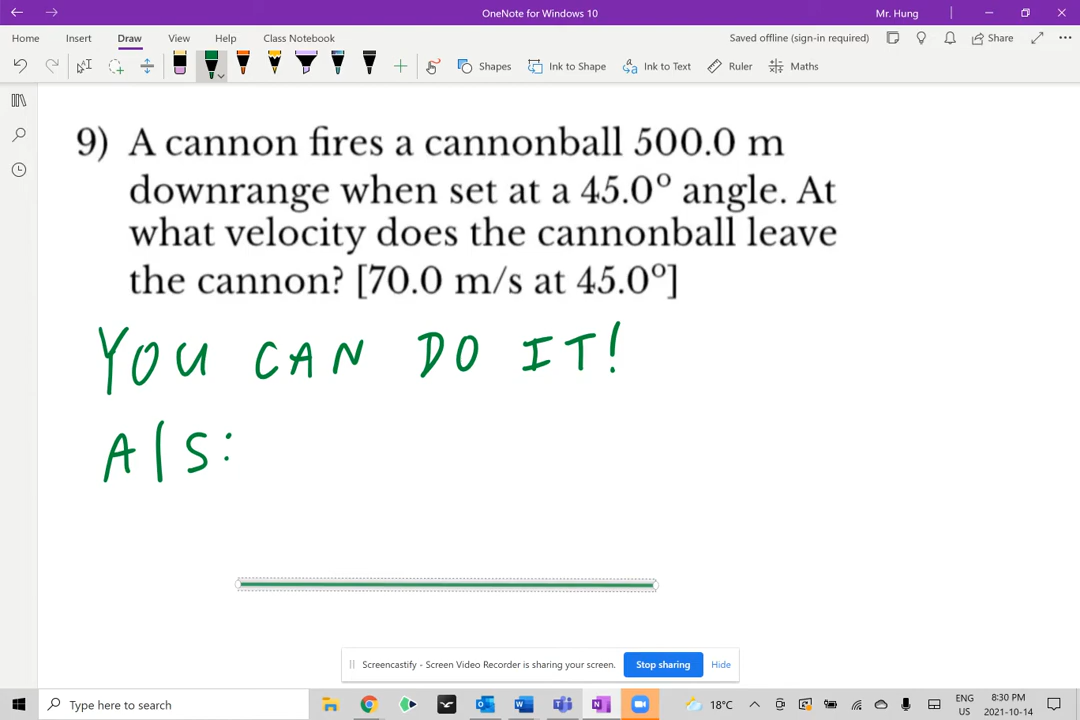 OneNote for Windows 10
Mr. Hung
Home Insert Draw View Help Class Notebook
Saved offline (sign-in required)
Share
Shapes Ink to Shape Ink to Text Ruler Maths
9) A cannon fires a cannonball 500.0 m
downrange when set at a 45.0º angle. At
what velocity does the cannonball leave
the cannon? [70.0 m/s at 45.0º]
YOU CAN DO IT!
A|S:
Screencastify - Screen Video Recorder is sharing your screen.
Stop sharing
Hide
Type here to search
18°C
ENG
US
8:30 PM
2021-10-14